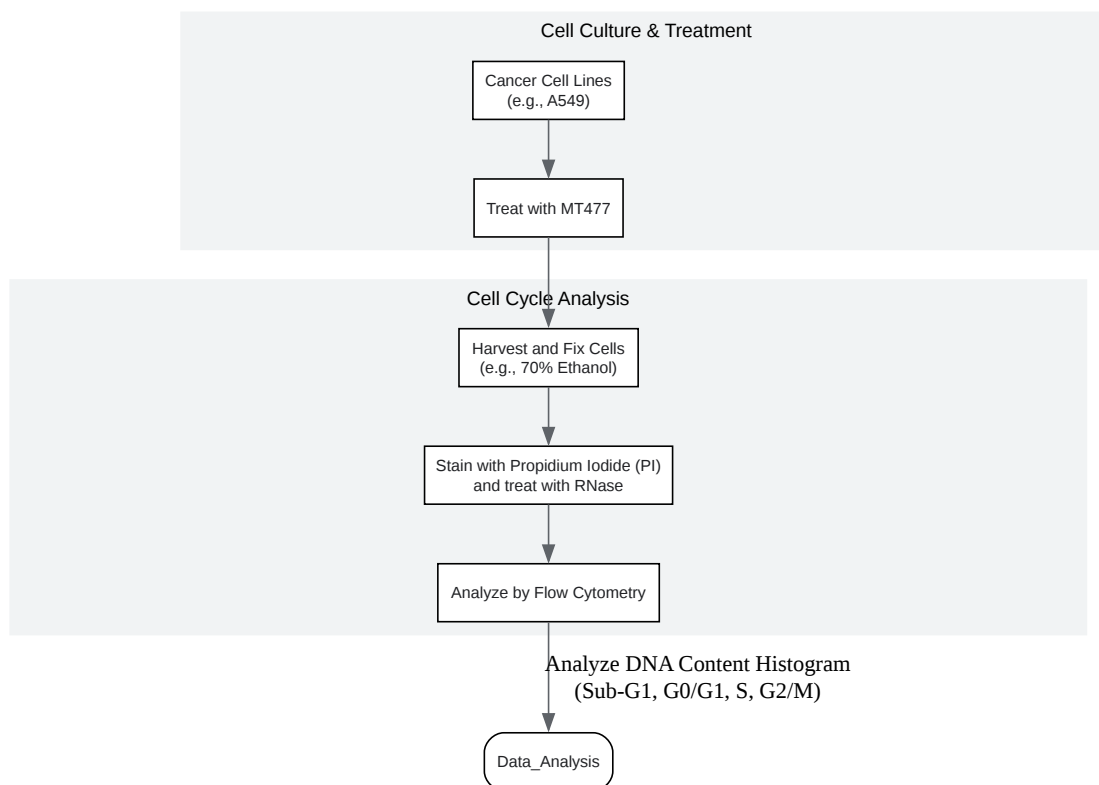 Cell Culture & Treatment
Cancer Cell Lines
(e.g., A549)
Treat with MT477
Cell Cycle Analysis
Harvest and Fix Cells
(e.g., 70% Ethanol)
Stain with Propidium Iodide (PI)
and treat with RNase
Analyze by Flow Cytometry
Analyze DNA Content Histogram
(Sub-G1, G0/G1, S, G2/M)
Data_Analysis